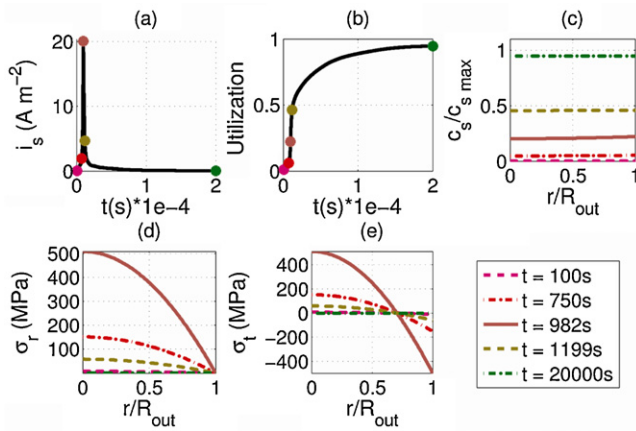 (a)
i_s (A m⁻²)
20
10
0
0 1 2
t(s)*1e-4
(b)
Utilization
1
0.5
0
0 1 2
t(s)*1e-4
(c)
c_s/c_s max
1
0.5
0
0 0.5 1
r/R_out
(d)
σ_r (MPa)
500
400
300
200
100
0 0.5 1
r/R_out
(e)
σ_t (MPa)
400
200
0
−200
−400
0 0.5 1
r/R_out
t = 100s
t = 750s
t = 982s
t = 1199s
t = 20000s